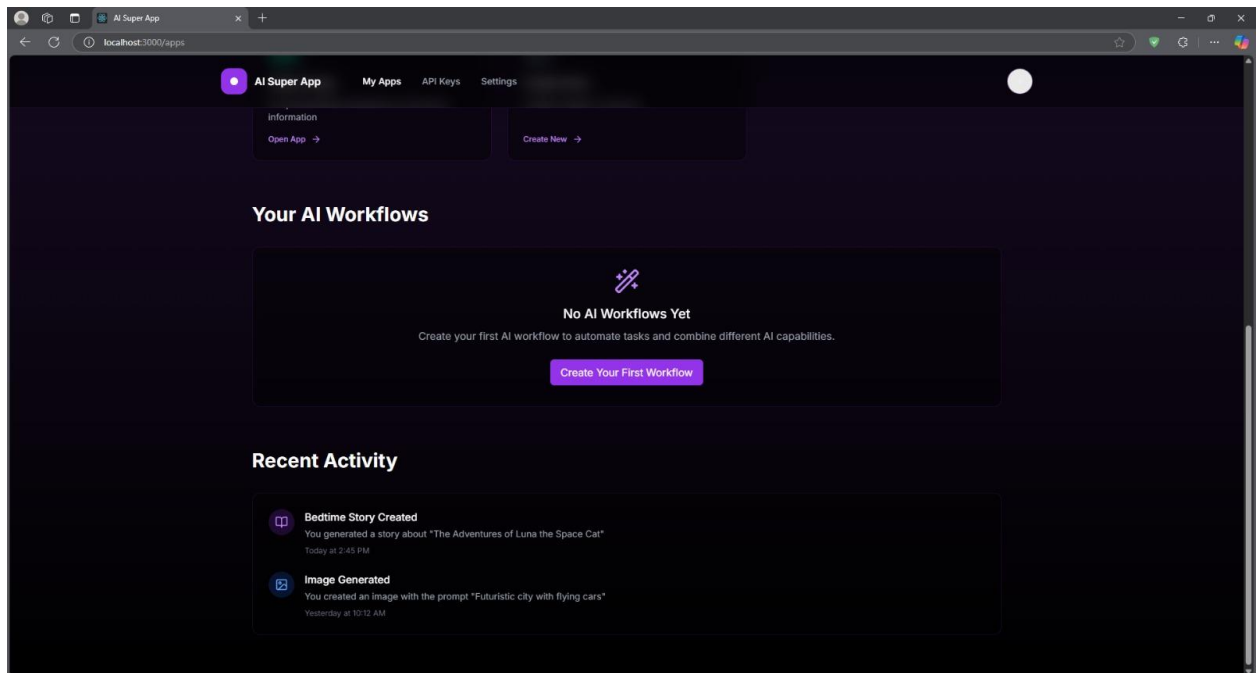 AI Super App
localhost:3000/apps
AI Super App
My Apps
API Keys
Settings
information
Open App →
Create New →
Your AI Workflows
No AI Workflows Yet
Create your first AI workflow to automate tasks and combine different AI capabilities.
Create Your First Workflow
Recent Activity
Bedtime Story Created
You generated a story about "The Adventures of Luna the Space Cat"
Today at 2:45 PM
Image Generated
You created an image with the prompt "Futuristic city with flying cars"
Yesterday at 10:12 AM